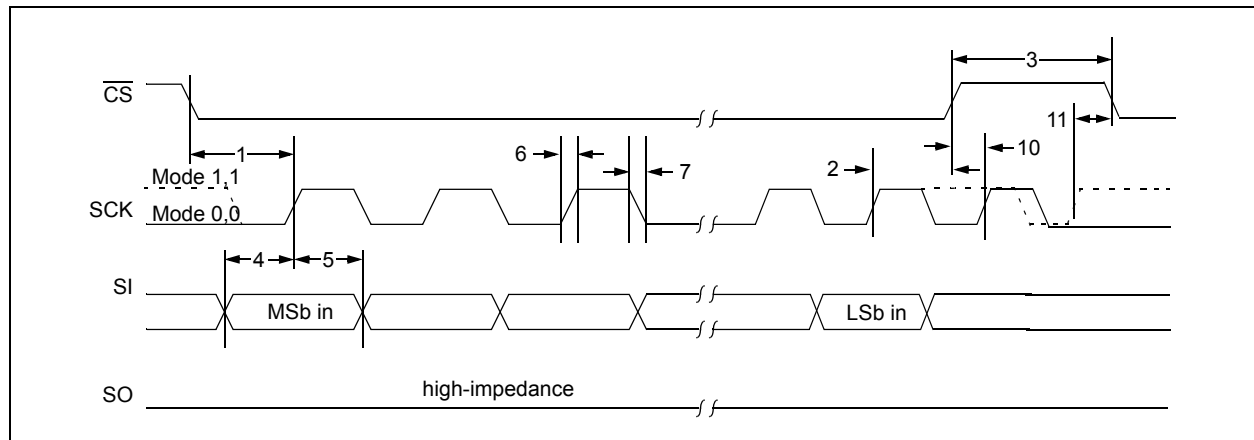 3
CS
11
1
6
10
2
7
Mode 1,1
SCK
Mode 0,0
4
5
SI
MSb in
LSb in
SO
high-impedance